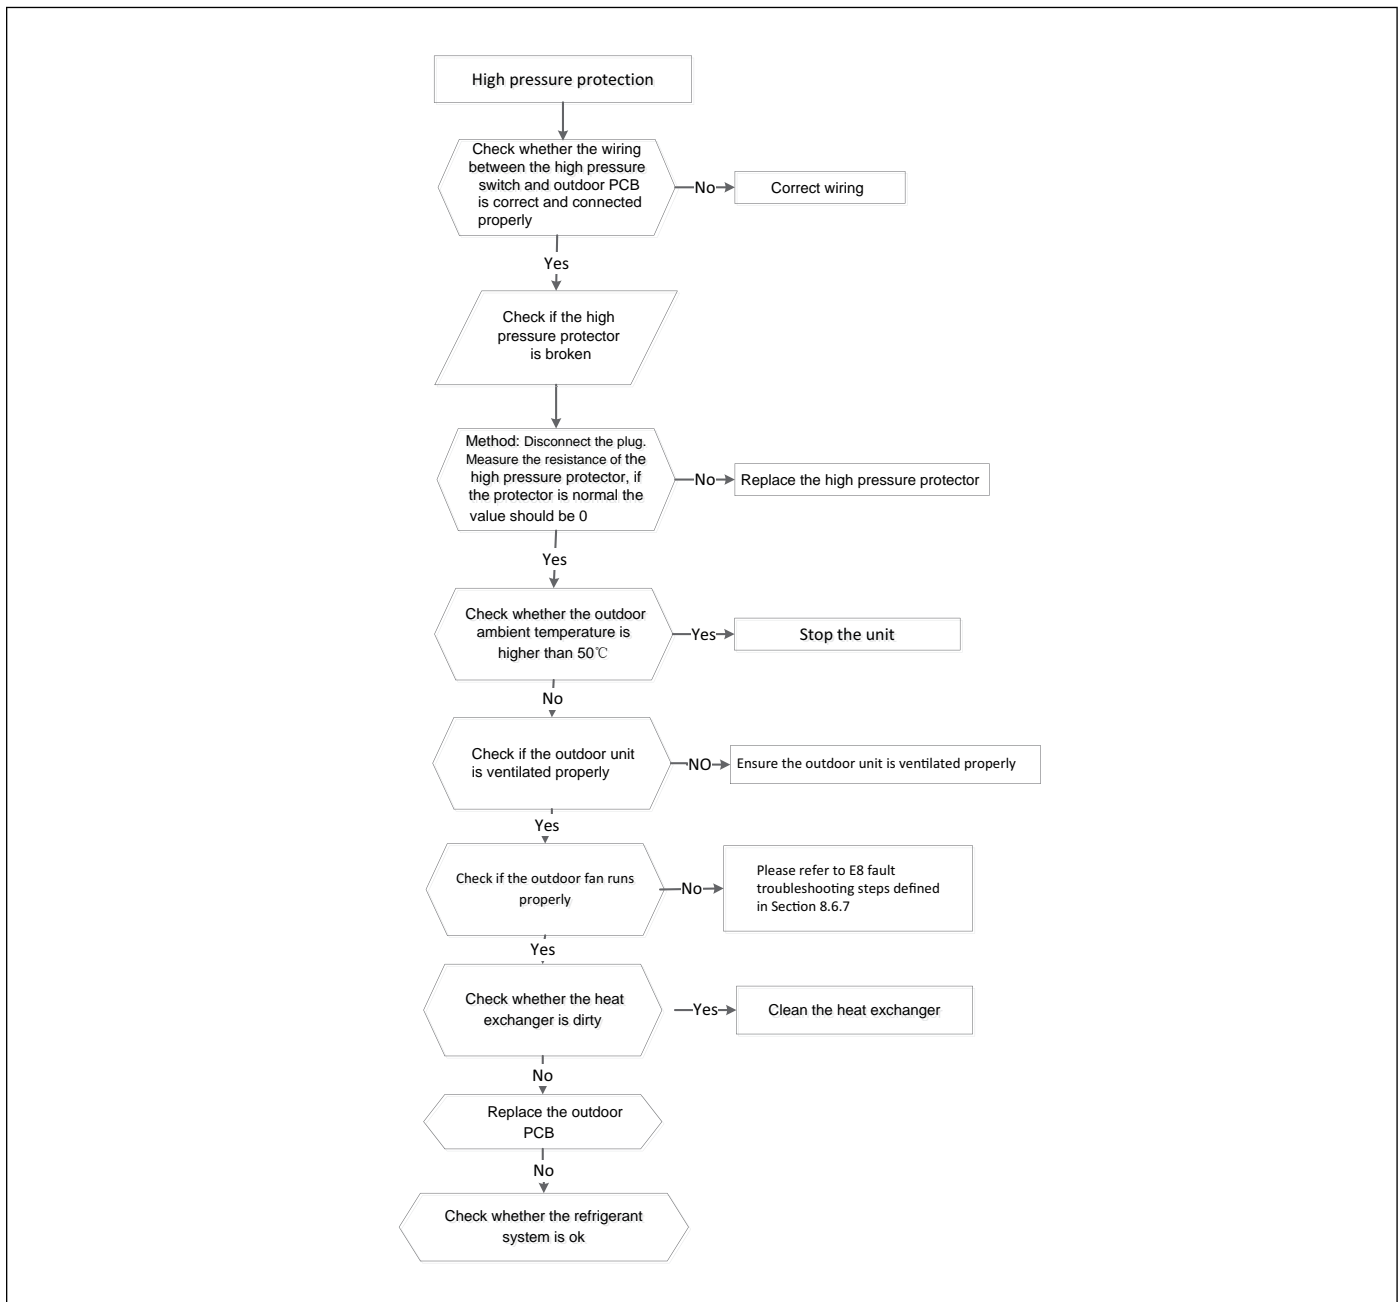 High pressure protection
Check whether the wiring
between the high pressure
switch and outdoor PCB
is correct and connected
properly
No
Correct wiring
Yes
Check if the high
pressure protector
is broken
Method: Disconnect the plug.
Measure the resistance of the
high pressure protector, if
the protector is normal the
value should be 0
No
Replace the high pressure protector
Yes
Check whether the outdoor
ambient temperature is
higher than 50℃
Yes
Stop the unit
No
Check if the outdoor unit
is ventilated properly
NO
Ensure the outdoor unit is ventilated properly
Yes
Check if the outdoor fan runs
properly
No
Please refer to E8 fault
troubleshooting steps defined
in Section 8.6.7
Yes
Check whether the heat
exchanger is dirty
Yes
Clean the heat exchanger
No
Replace the outdoor
PCB
No
Check whether the refrigerant
system is ok